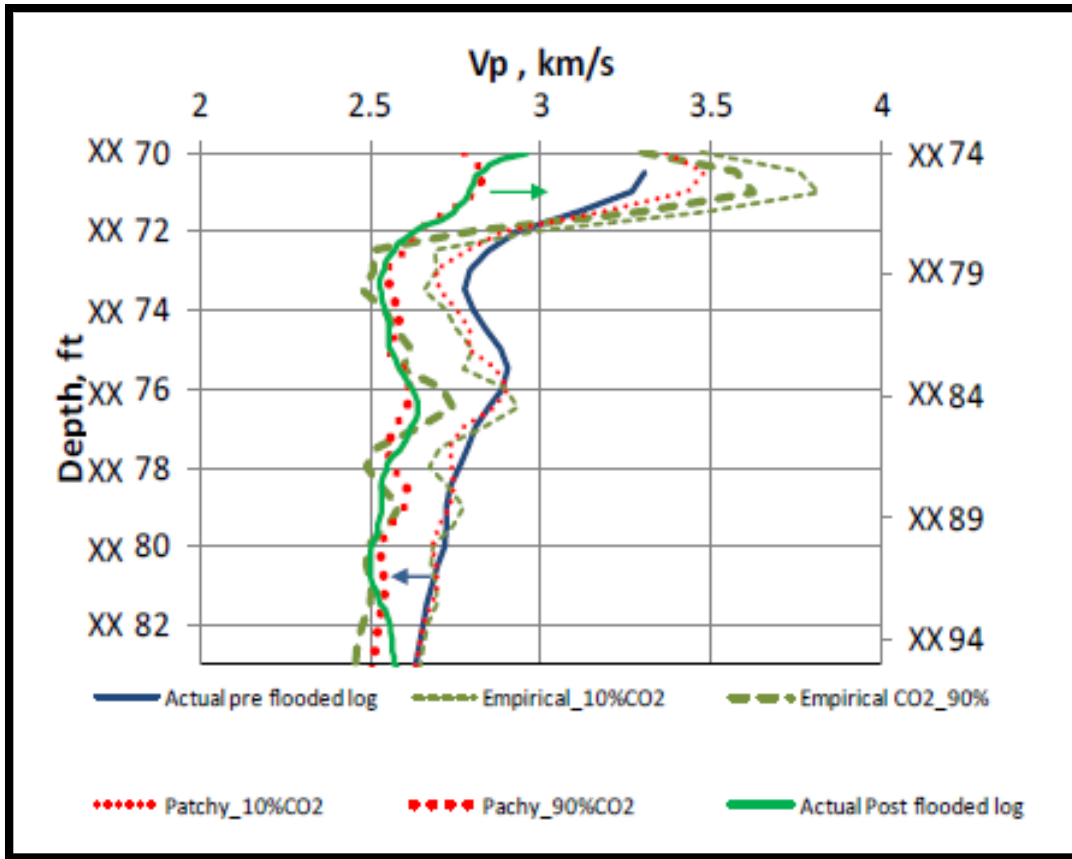 Vp , km/s
2 2.5 3 3.5 4
XX 70 XX 74
XX 72
XX 79
XX 74
XX 76 XX 84
XX 78
XX 89
XX 80
XX 82 XX 94
Depth, ft
Actual pre flooded log Empirical_10%CO2 Empirical CO2_90%
Patchy_10%CO2 Pachy_90%CO2 Actual Post flooded log